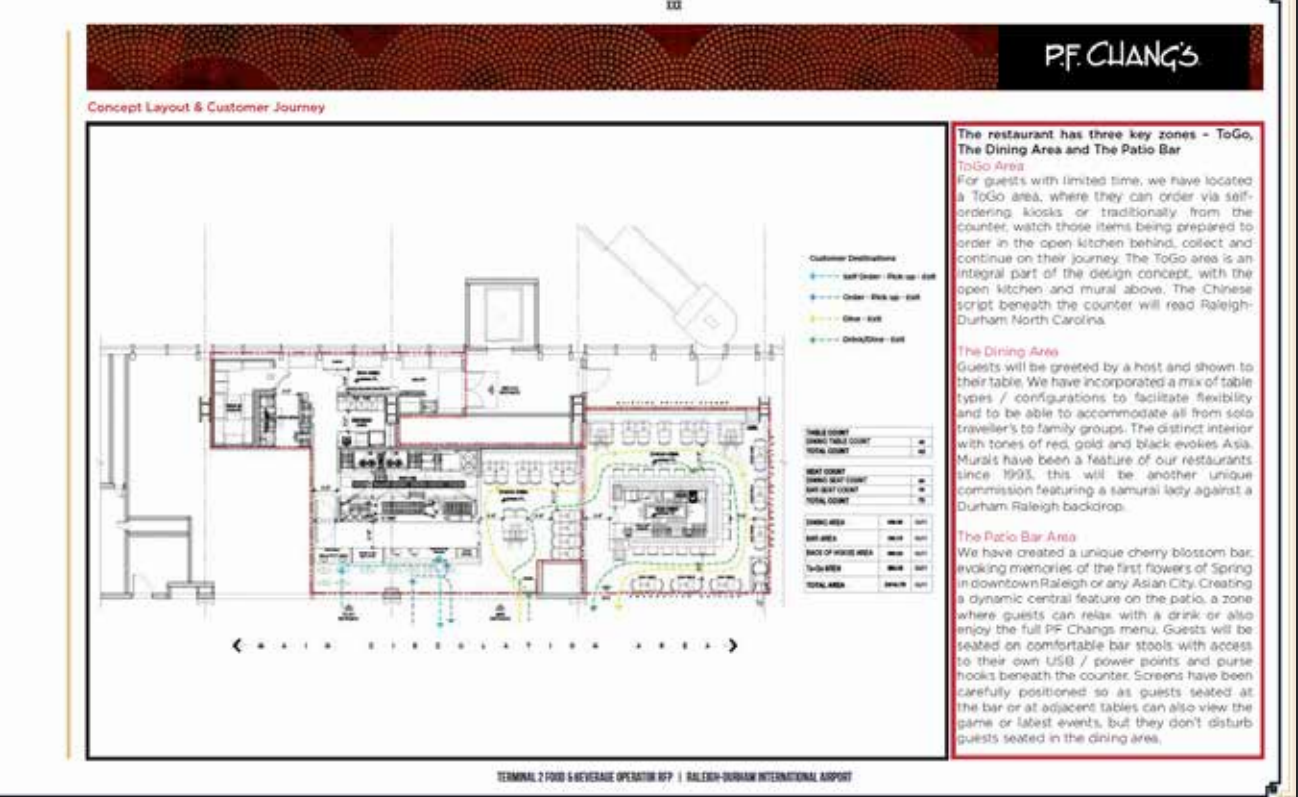 XXX
P.F. CHANG'S
Concept Layout & Customer Journey
Customer Destinations
Self Order - Pick up - Exit
Order - Pick up - Exit
Dine - Exit
Drink/Dine - Exit
TABLE COUNT
DINING TABLE COUNT
TOTAL COUNT
SEAT COUNT
DINING SEAT COUNT
BAR SEAT COUNT
TOTAL COUNT
DINING AREA
BAR AREA
BACK OF HOUSE AREA
To-Go AREA
TOTAL AREA
MAIN CIRCULATION AREA
The restaurant has three key zones - ToGo,
The Dining Area and The Patio Bar
ToGo Area
For guests with limited time, we have located
a ToGo area, where they can order via self-
ordering kiosks or traditionally from the
counter, watch those items being prepared to
order in the open kitchen behind, collect and
continue on their journey. The ToGo area is an
integral part of the design concept, with the
open kitchen and mural above. The Chinese
script beneath the counter will read Raleigh-
Durham North Carolina.
The Dining Area
Guests will be greeted by a host and shown to
their table. We have incorporated a mix of table
types / configurations to facilitate flexibility
and to be able to accommodate all from solo
traveller's to family groups. The distinct interior
with tones of red, gold and black evokes Asia.
Murals have been a feature of our restaurants
since 1993, this will be another unique
commission featuring a samurai lady against a
Durham Raleigh backdrop.
The Patio Bar Area
We have created a unique cherry blossom bar,
evoking memories of the first flowers of Spring
in downtown Raleigh or any Asian City. Creating
a dynamic central feature on the patio, a zone
where guests can relax with a drink or also
enjoy the full PF Changs menu. Guests will be
seated on comfortable bar stools with access
to their own USB / power points and purse
hooks beneath the counter. Screens have been
carefully positioned so as guests seated at
the bar or at adjacent tables can also view the
game or latest events, but they don't disturb
guests seated in the dining area.
TERMINAL 2 FOOD & BEVERAGE OPERATOR RFP | RALEIGH-DURHAM INTERNATIONAL AIRPORT